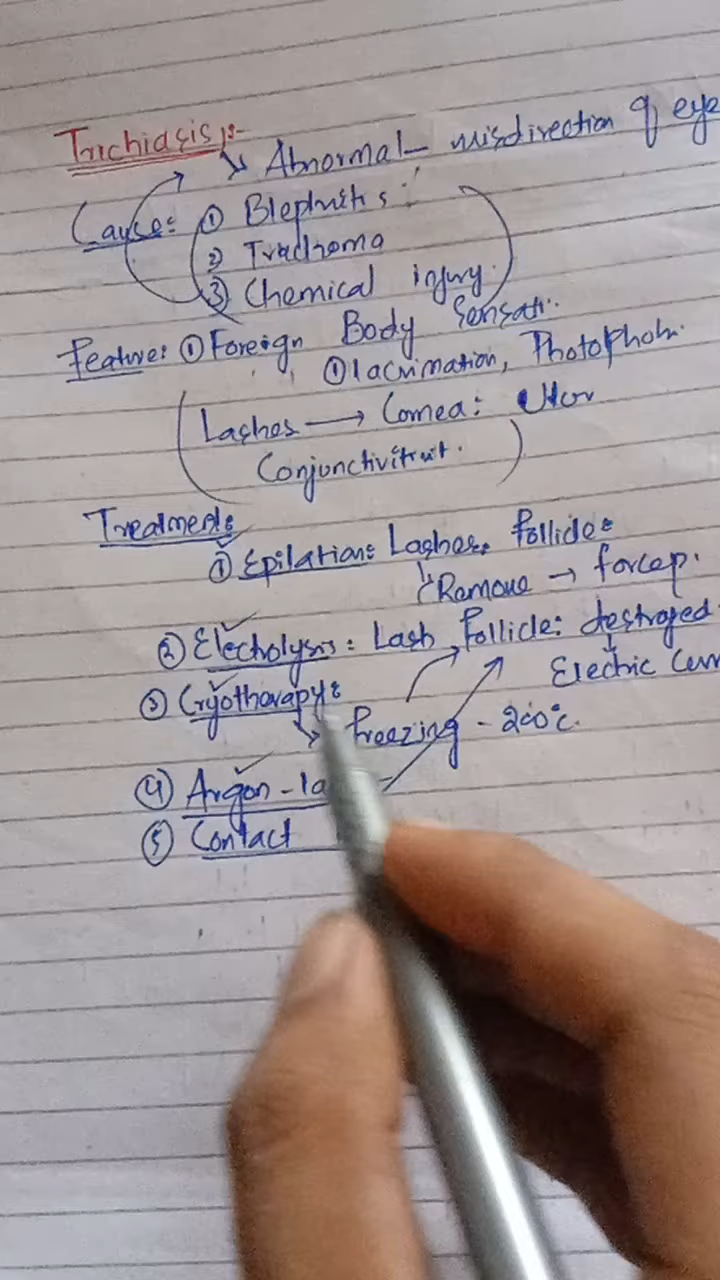 Trichiasis :-
Abnormal - misdirection of eye
Cause: ① Blephritis :
② Trachoma
③ Chemical injury.
Feature: ① Foreign Body Sensati..
① lacrimation, Photophob.
Lashes → Cornea: Ulcer
Conjunctivitwit.
Treatment:
① Epilation: Lashes. follicle:
Remove → forcep.
② Electrolysis: Lash follicle: destroyed.
Electric Curr
③ Cryotherapy:
freezing - 200°c.
④ Argon - la
⑤ Contact